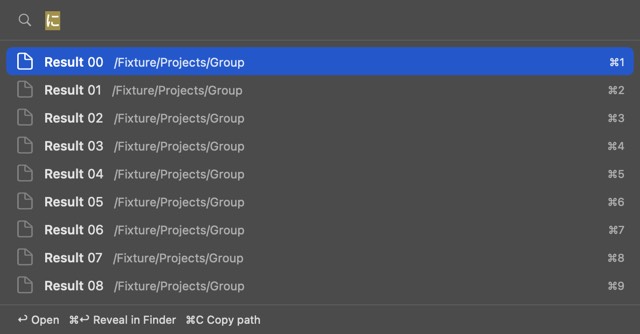 に
Result 00 /Fixture/Projects/Group ⌘1
Result 01 /Fixture/Projects/Group ⌘2
Result 02 /Fixture/Projects/Group ⌘3
Result 03 /Fixture/Projects/Group ⌘4
Result 04 /Fixture/Projects/Group ⌘5
Result 05 /Fixture/Projects/Group ⌘6
Result 06 /Fixture/Projects/Group ⌘7
Result 07 /Fixture/Projects/Group ⌘8
Result 08 /Fixture/Projects/Group ⌘9
↩ Open ⌘↩ Reveal in Finder ⌘C Copy path